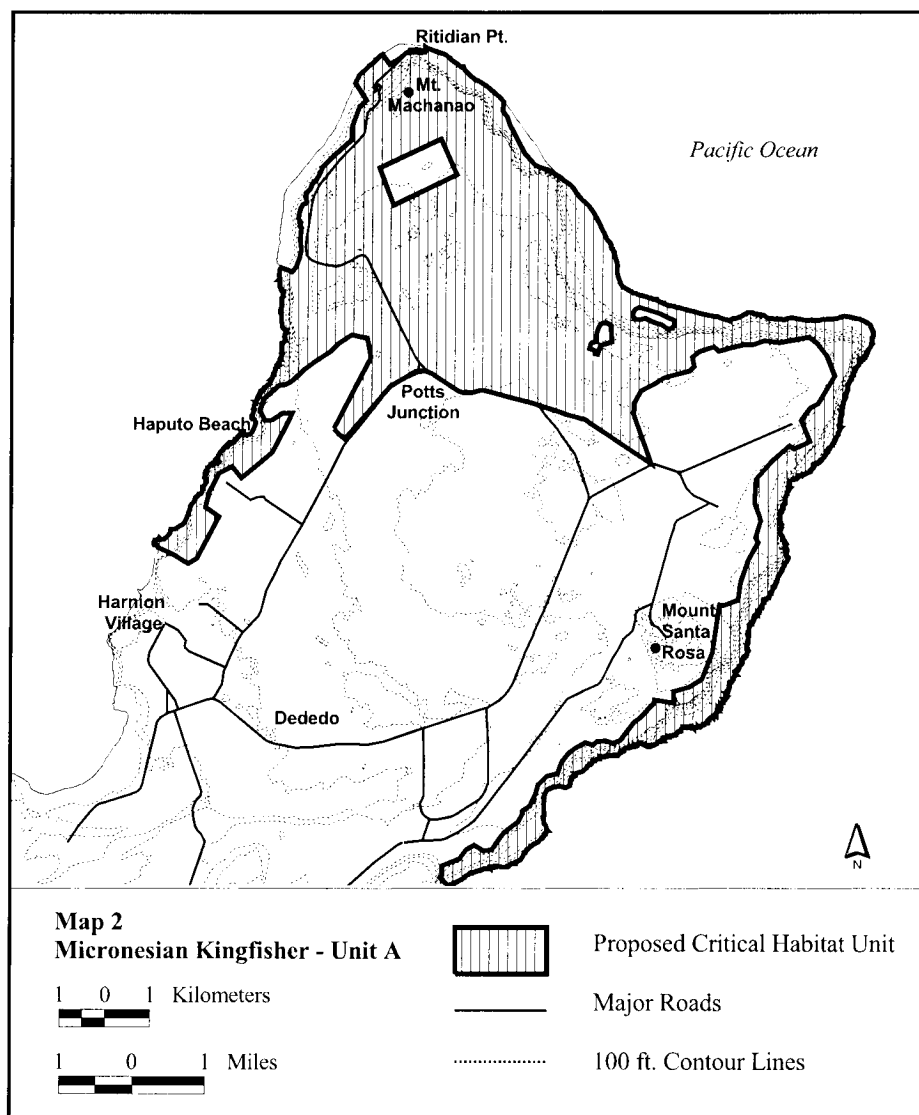 Ritidian Pt.
Mt.
Machanao
Pacific Ocean
Potts
Junction
Haputo Beach
Harmon
Village
Mount
Santa
Rosa
Dededo
N
Map 2
Micronesian Kingfisher - Unit A
1 0 1 Kilometers
1 0 1 Miles
Proposed Critical Habitat Unit
Major Roads
100 ft. Contour Lines